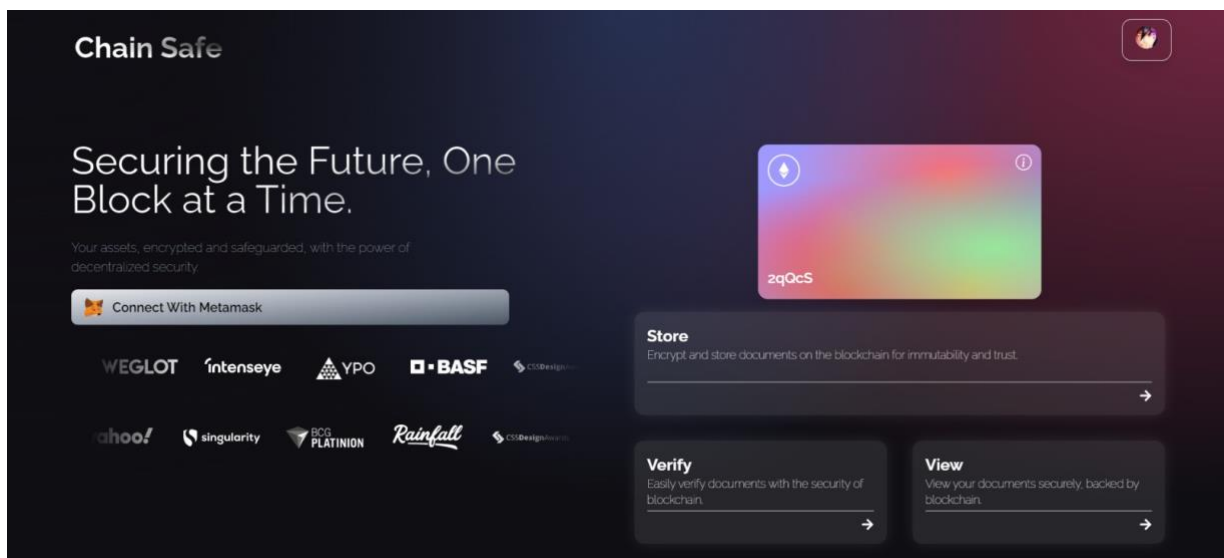 Chain Safe
Securing the Future, One
Block at a Time.
Your assets, encrypted and safeguarded, with the power of
decentralized security.
Connect With Metamask
WEGLOT intenseye YPO BASF CSSDesign
ahoo! singularity BCG PLATINION Rainfall CSSDesignAwards
2qQcS
Store
Encrypt and store documents on the blockchain for immutability and trust.
Verify
Easily verify documents with the security of
blockchain.
View
View your documents securely, backed by
blockchain.